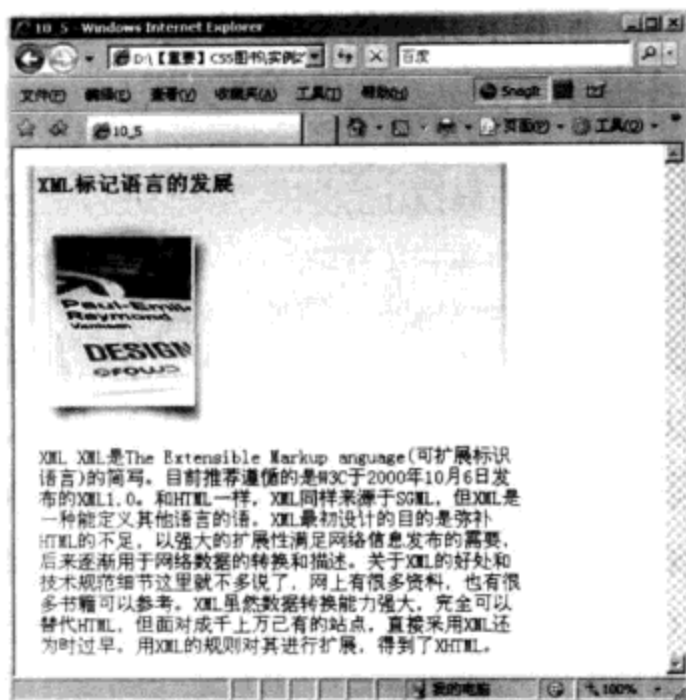 10_5 - Windows Internet Explorer
D:\【重要】CSS图书\实例 百度
文件(F) 编辑(E) 查看(V) 收藏夹(A) 工具(T) 帮助(H) SnagIt
10_5 页面(P) 工具(O)
XML标记语言的发展
Paul-Emile
Raymond
DESIGN
XML XML是The Extensible Markup anguage(可扩展标识
语言)的简写。目前推荐遵循的是W3C于2000年10月6日发
布的XML1.0。和HTML一样，XML同样来源于SGML，但XML是
一种能定义其他语言的语。XML最初设计的目的是弥补
HTML的不足，以强大的扩展性满足网络信息发布的需要，
后来逐渐用于网络数据的转换和描述。关于XML的好处和
技术规范细节这里就不多说了，网上有很多资料，也有很
多书籍可以参考。XML虽然数据转换能力强大，完全可以
替代HTML，但面对成千上万已有的站点，直接采用XML还
为时过早。用XML的规则对其进行扩展，得到了XHTML。
我的电脑 100%